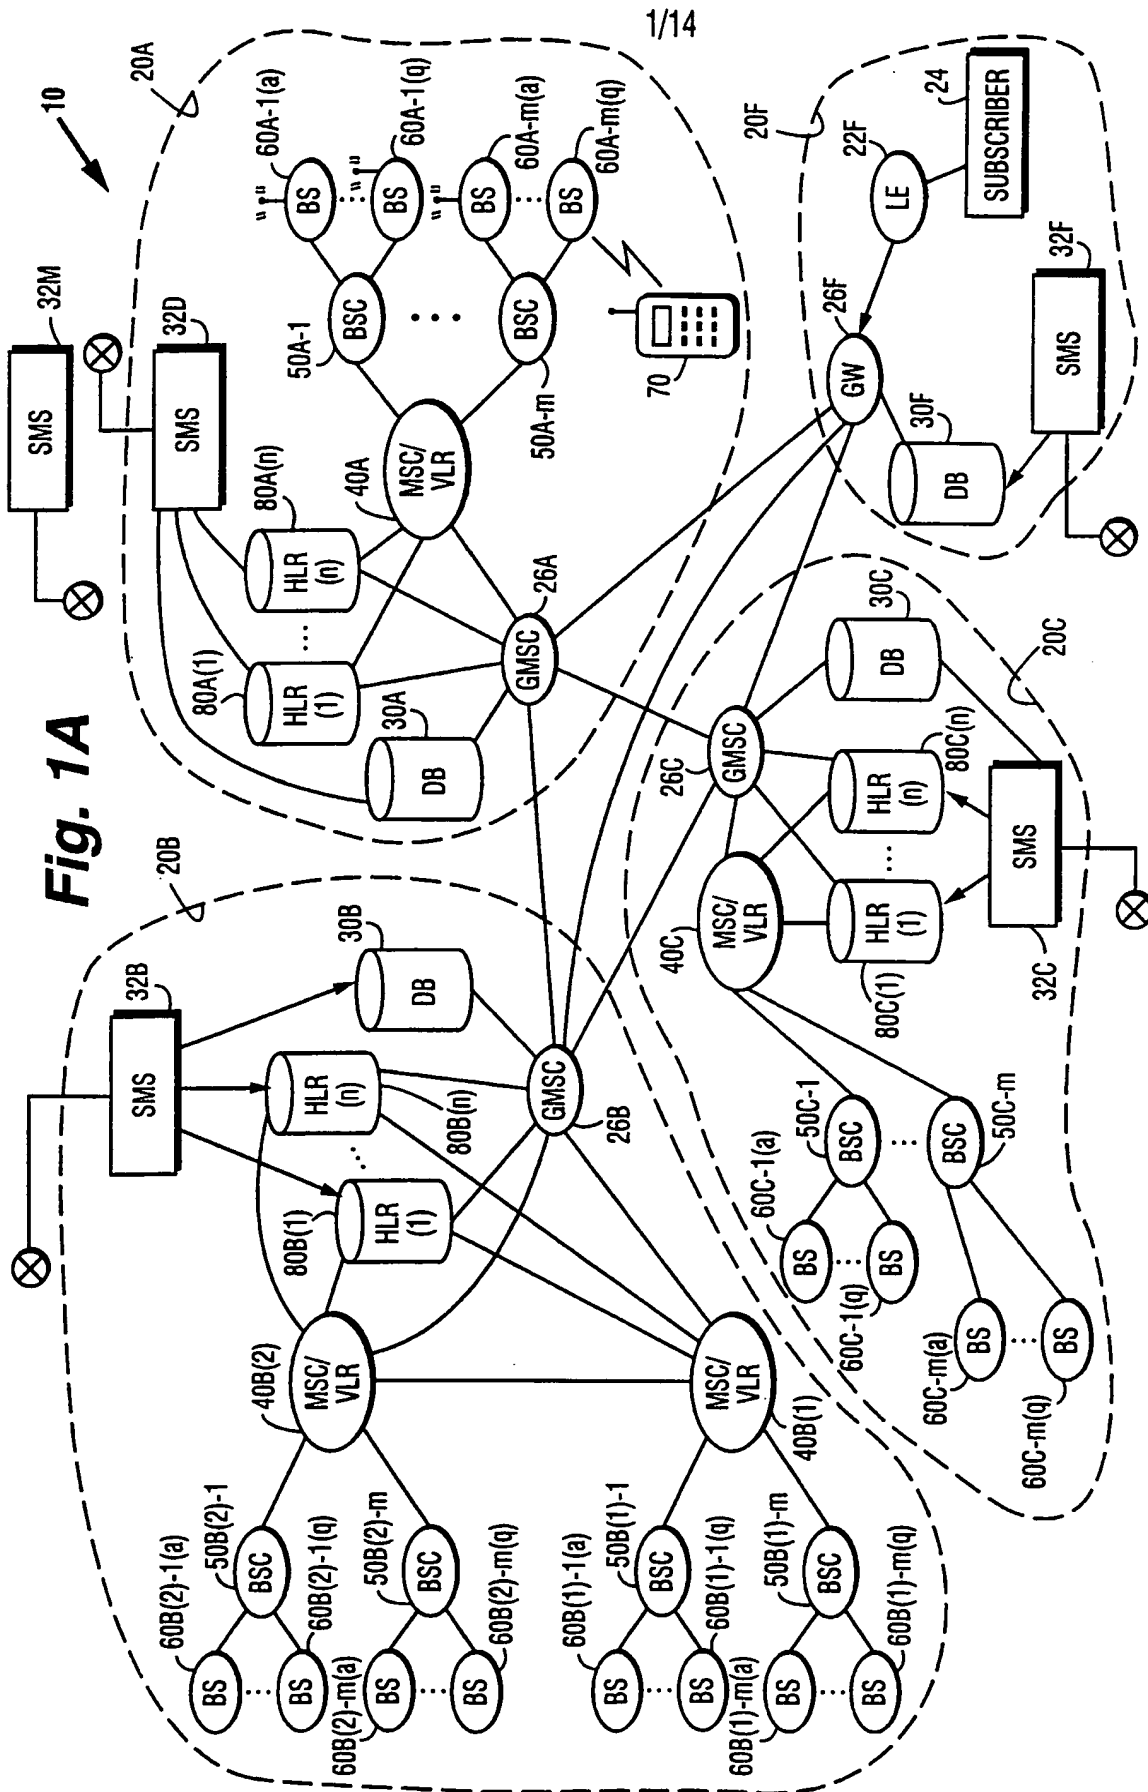 1/14
Fig. 1A
10
SMS
32M
20A
SMS
32D
80A(1)
HLR
(1)
...
80A(n)
HLR
(n)
30A
DB
40A
MSC/
VLR
26A
GMSC
50A-1
BSC
50A-m
BSC
60A-1(a)
BS
60A-1(q)
BS
60A-m(a)
BS
60A-m(q)
BS
70
20B
32B
SMS
30B
DB
80B(n)
HLR
(n)
...
80B(1)
HLR
(1)
GMSC
26B
40B(2)
MSC/
VLR
MSC/
VLR
40B(1)
50B(2)-1
BSC
50B(2)-m
BSC
60B(2)-1(a)
BS
60B(2)-1(q)
BS
60B(2)-m(a)
BS
60B(2)-m(q)
BS
50B(1)-1
BSC
50B(1)-m
BSC
60B(1)-1(a)
BS
60B(1)-1(q)
BS
60B(1)-m(a)
BS
60B(1)-m(q)
BS
20C
26C
GMSC
30C
DB
40C
MSC/
VLR
80C(1)
HLR
(1)
...
80C(n)
HLR
(n)
SMS
32C
50C-1
BSC
50C-m
BSC
60C-1(a)
BS
60C-1(q)
BS
60C-m(a)
BS
60C-m(q)
BS
20F
22F
LE
24
SUBSCRIBER
26F
GW
30F
DB
32F
SMS